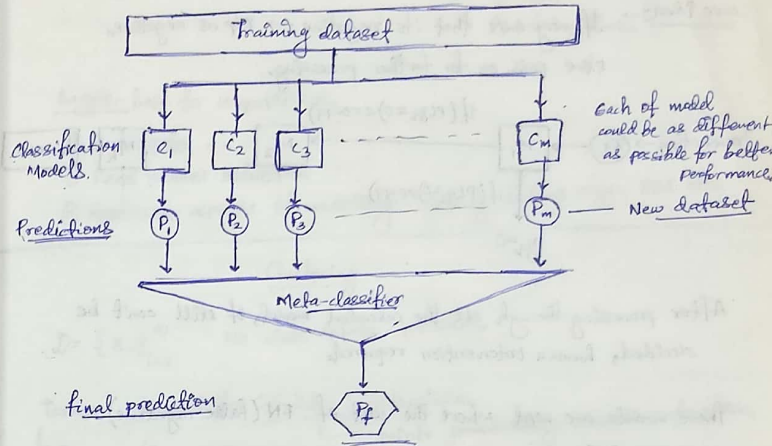 Training dataset
Classification
Models.
C1
C2
C3
Cm
Each of model
could be as different
as possible for better
performance.
Predictions
P1
P2
P3
Pm
New dataset
Meta-classifier
final prediction
Pf